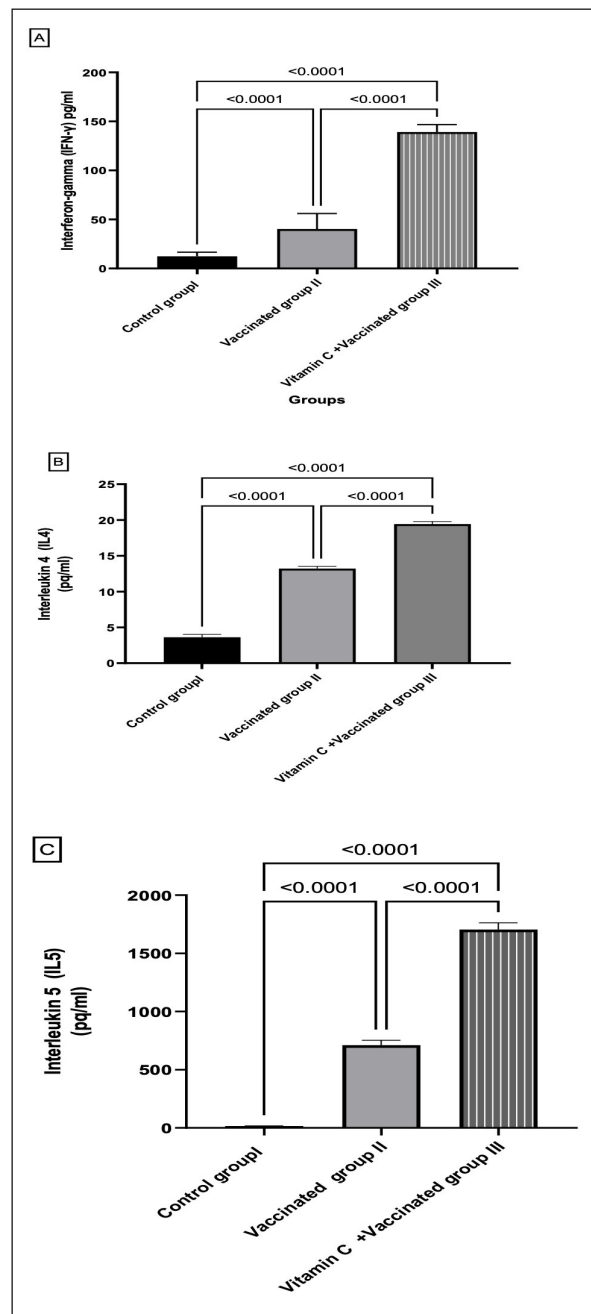 A
<0.0001
<0.0001 <0.0001
Interferon-gamma (IFN-γ) pg/ml
200
150
100
50
0
Control groupI
Vaccinated group II
Vitamin C +Vaccinated group III
Groups
B
<0.0001
<0.0001 <0.0001
Interleukin 4 (IL4)
(pq/ml)
25
20
15
10
5
0
Control groupI
Vaccinated group II
Vitamin C +Vaccinated group III
C
<0.0001
<0.0001 <0.0001
Interleukin 5 (IL5)
(pq/ml)
2000
1500
1000
500
0
Control groupI
Vaccinated group II
Vitamin C +Vaccinated group III